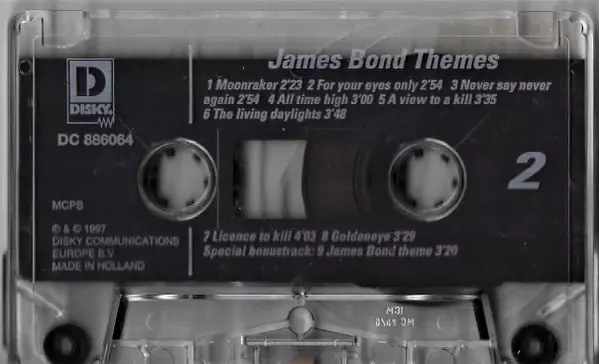 James Bond Themes
1 Moonraker 2'23 2 For your eyes only 2'54 3 Never say never
again 2'54 4 All time high 3'00 5 A view to a kill 3'35
6 The living daylights 3'48
D
DISKY.
DC 886064
2
MCPS
℗ & © 1997
DISKY COMMUNICATIONS
EUROPE B.V
MADE IN HOLLAND
7 Licence to kill 4'03 8 Goldeneye 3'29
Special bonustrack: 9 James Bond theme 3'20